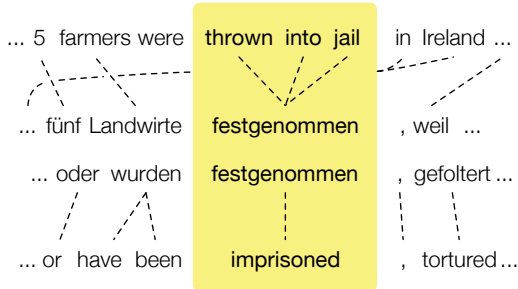 ... 5 farmers were thrown into jail in Ireland ...
... fünf Landwirte festgenommen , weil ...
... oder wurden festgenommen , gefoltert ...
... or have been imprisoned , tortured ...